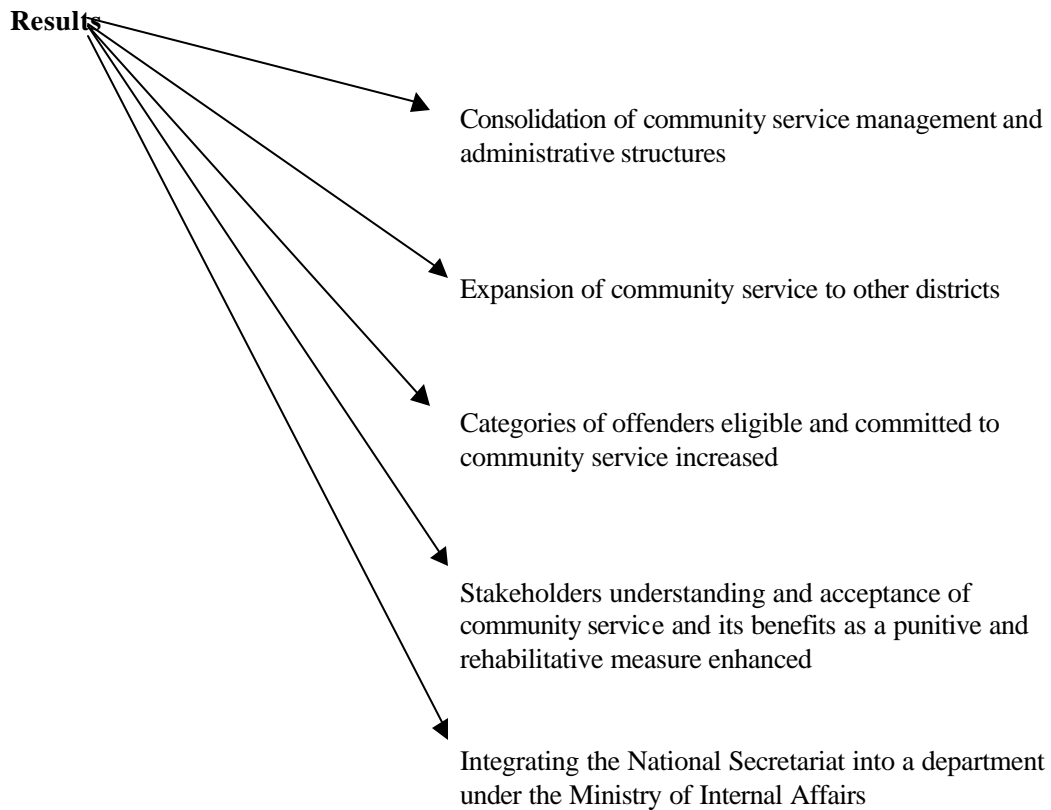 Results
Consolidation of community service management and
administrative structures
Expansion of community service to other districts
Categories of offenders eligible and committed to
community service increased
Stakeholders understanding and acceptance of
community service and its benefits as a punitive and
rehabilitative measure enhanced
Integrating the National Secretariat into a department
under the Ministry of Internal Affairs